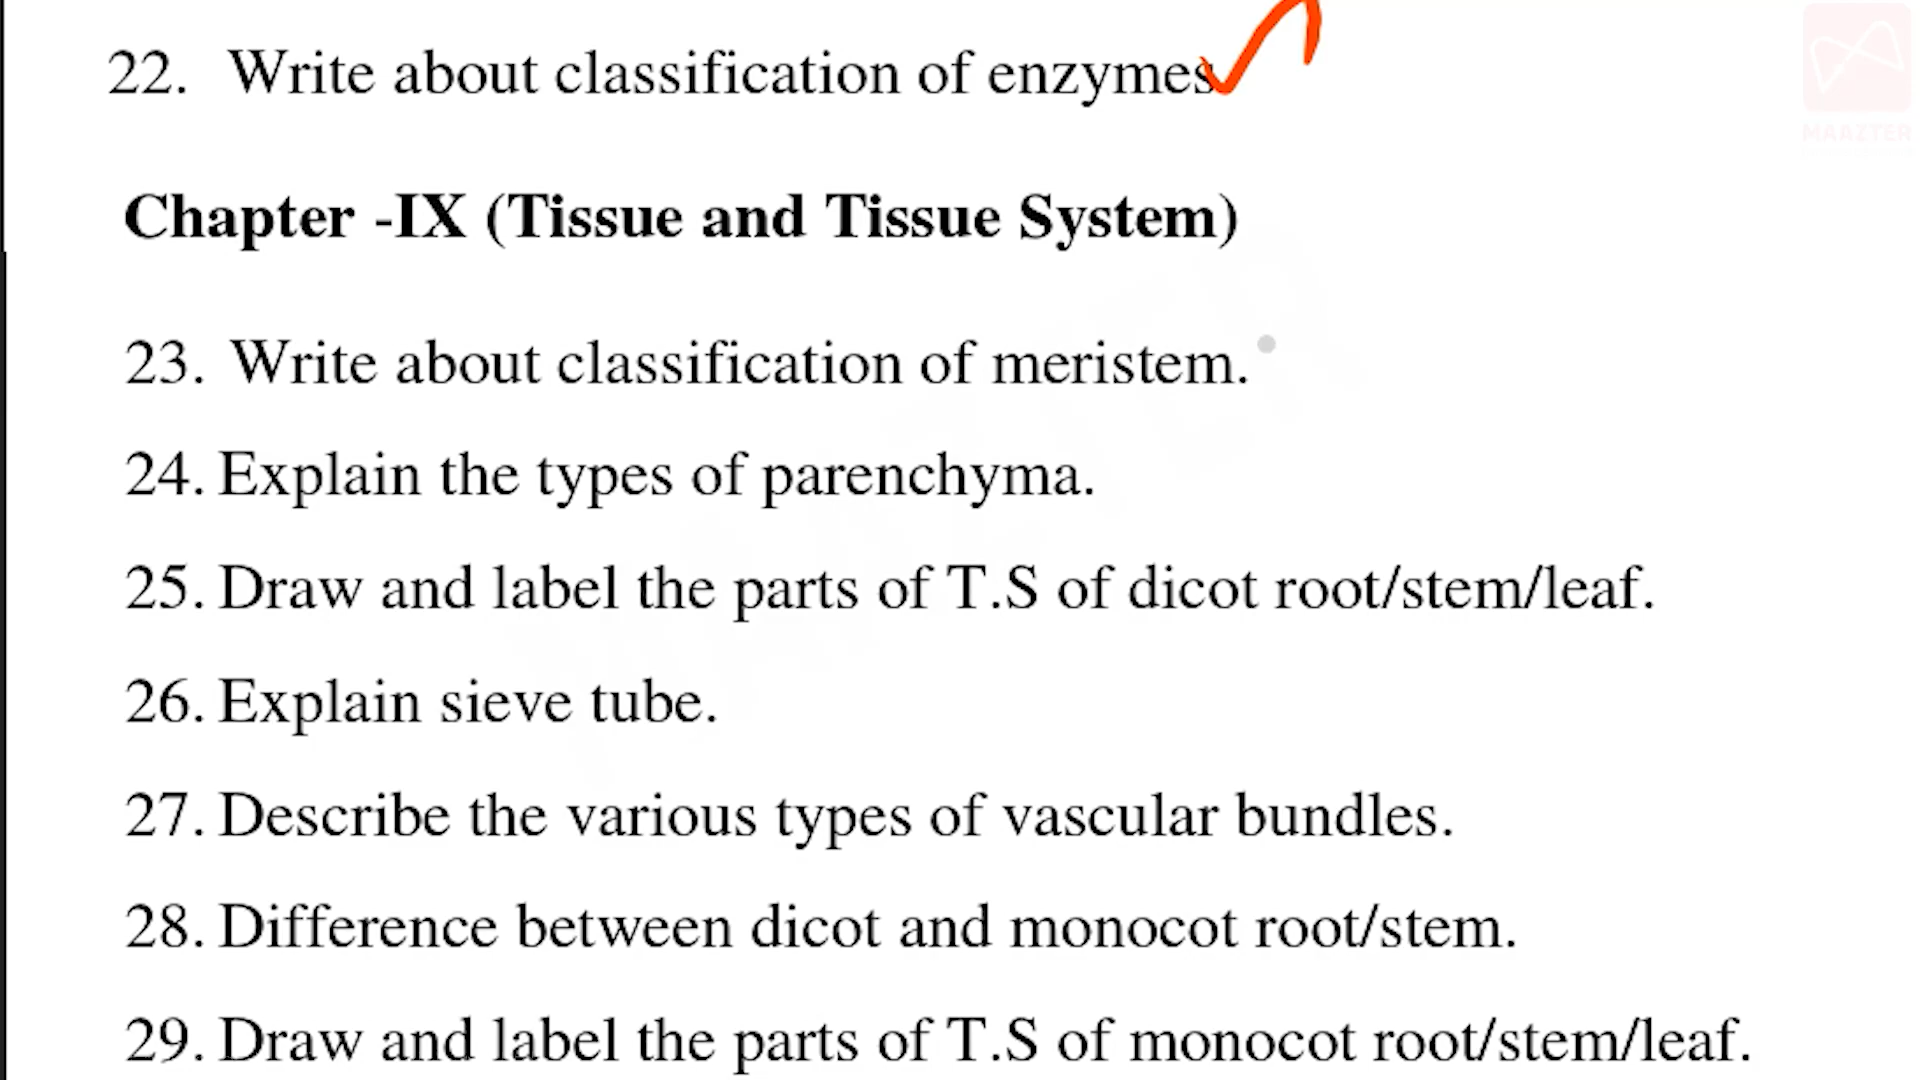 22. Write about classification of enzymes
MAAZTER
Chapter -IX (Tissue and Tissue System)
23. Write about classification of meristem.
24. Explain the types of parenchyma.
25. Draw and label the parts of T.S of dicot root/stem/leaf.
26. Explain sieve tube.
27. Describe the various types of vascular bundles.
28. Difference between dicot and monocot root/stem.
29. Draw and label the parts of T.S of monocot root/stem/leaf.